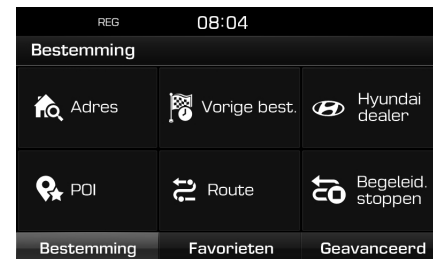 REG 08:04
Bestemming
Adres
Vorige best.
Hyundai
dealer
POI
Route
Begeleid.
stoppen
Bestemming Favorieten Geavanceerd